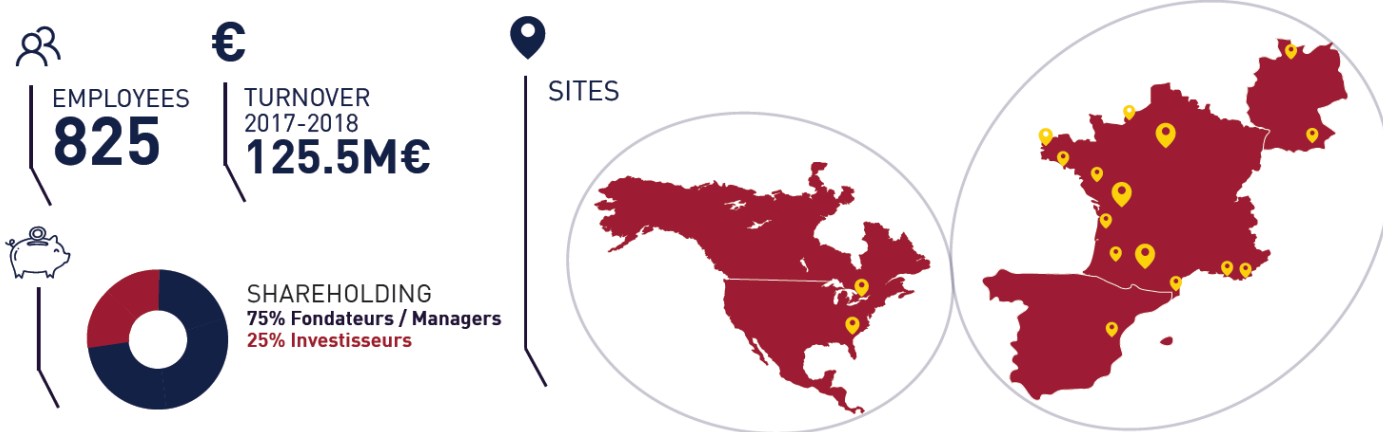 €
EMPLOYEES
825
TURNOVER
2017-2018
125.5M€
SITES
SHAREHOLDING
75% Fondateurs / Managers
25% Investisseurs